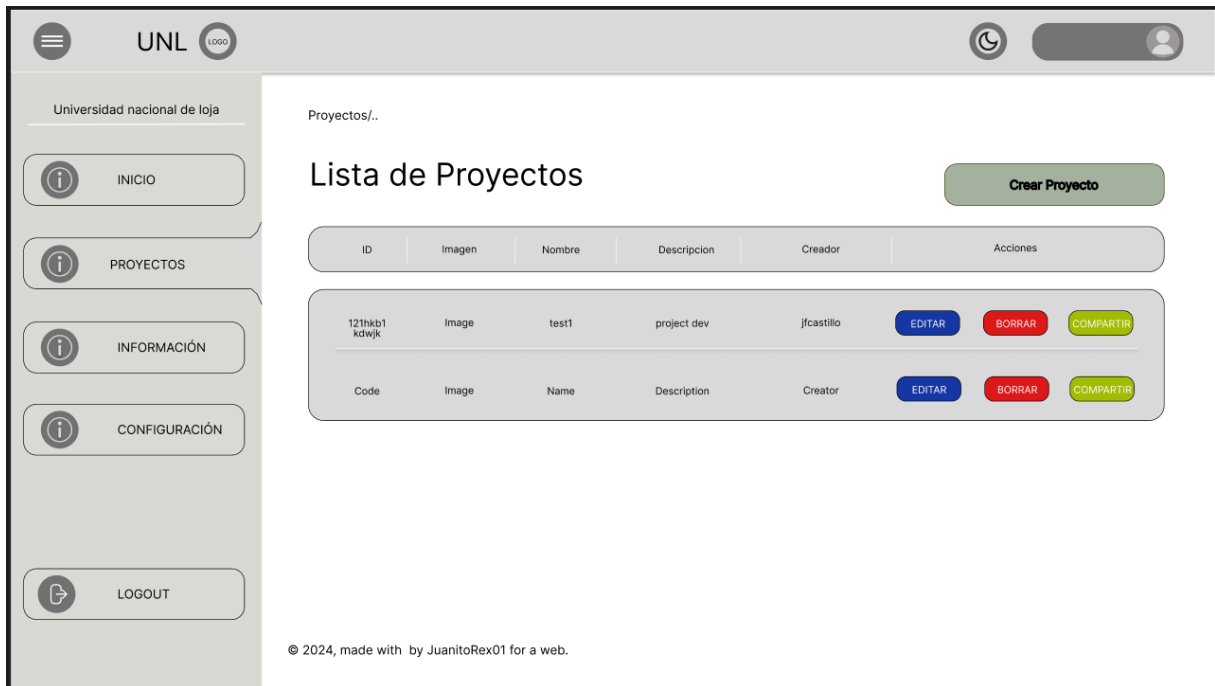 UNL LOGO
Universidad nacional de loja
INICIO
PROYECTOS
INFORMACIÓN
CONFIGURACIÓN
LOGOUT
Proyectos/..
Lista de Proyectos
Crear Proyecto
ID Imagen Nombre Descripcion Creador Acciones
121hkb1 Image test1 project dev jfcastillo EDITAR BORRAR COMPARTIR
kdwjk
Code Image Name Description Creator EDITAR BORRAR COMPARTIR
© 2024, made with by JuanitoRex01 for a web.